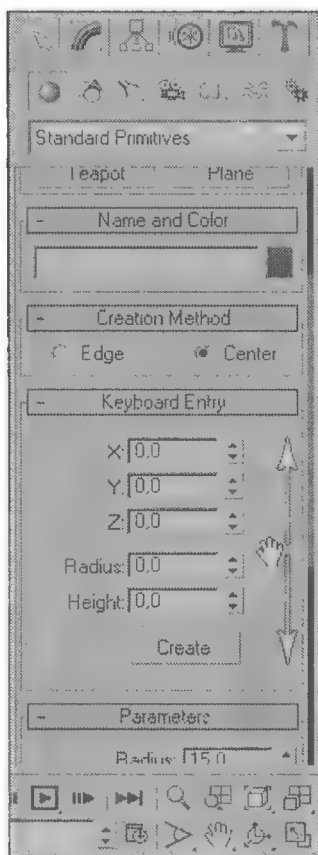 Standard Primitives
Teapot Plane
- Name and Color
- Creation Method
Edge Center
- Keyboard Entry
X: 0,0
Y: 0,0
Z: 0,0
Radius: 0,0
Height: 0,0
Create
- Parameters
Radius: 15,0